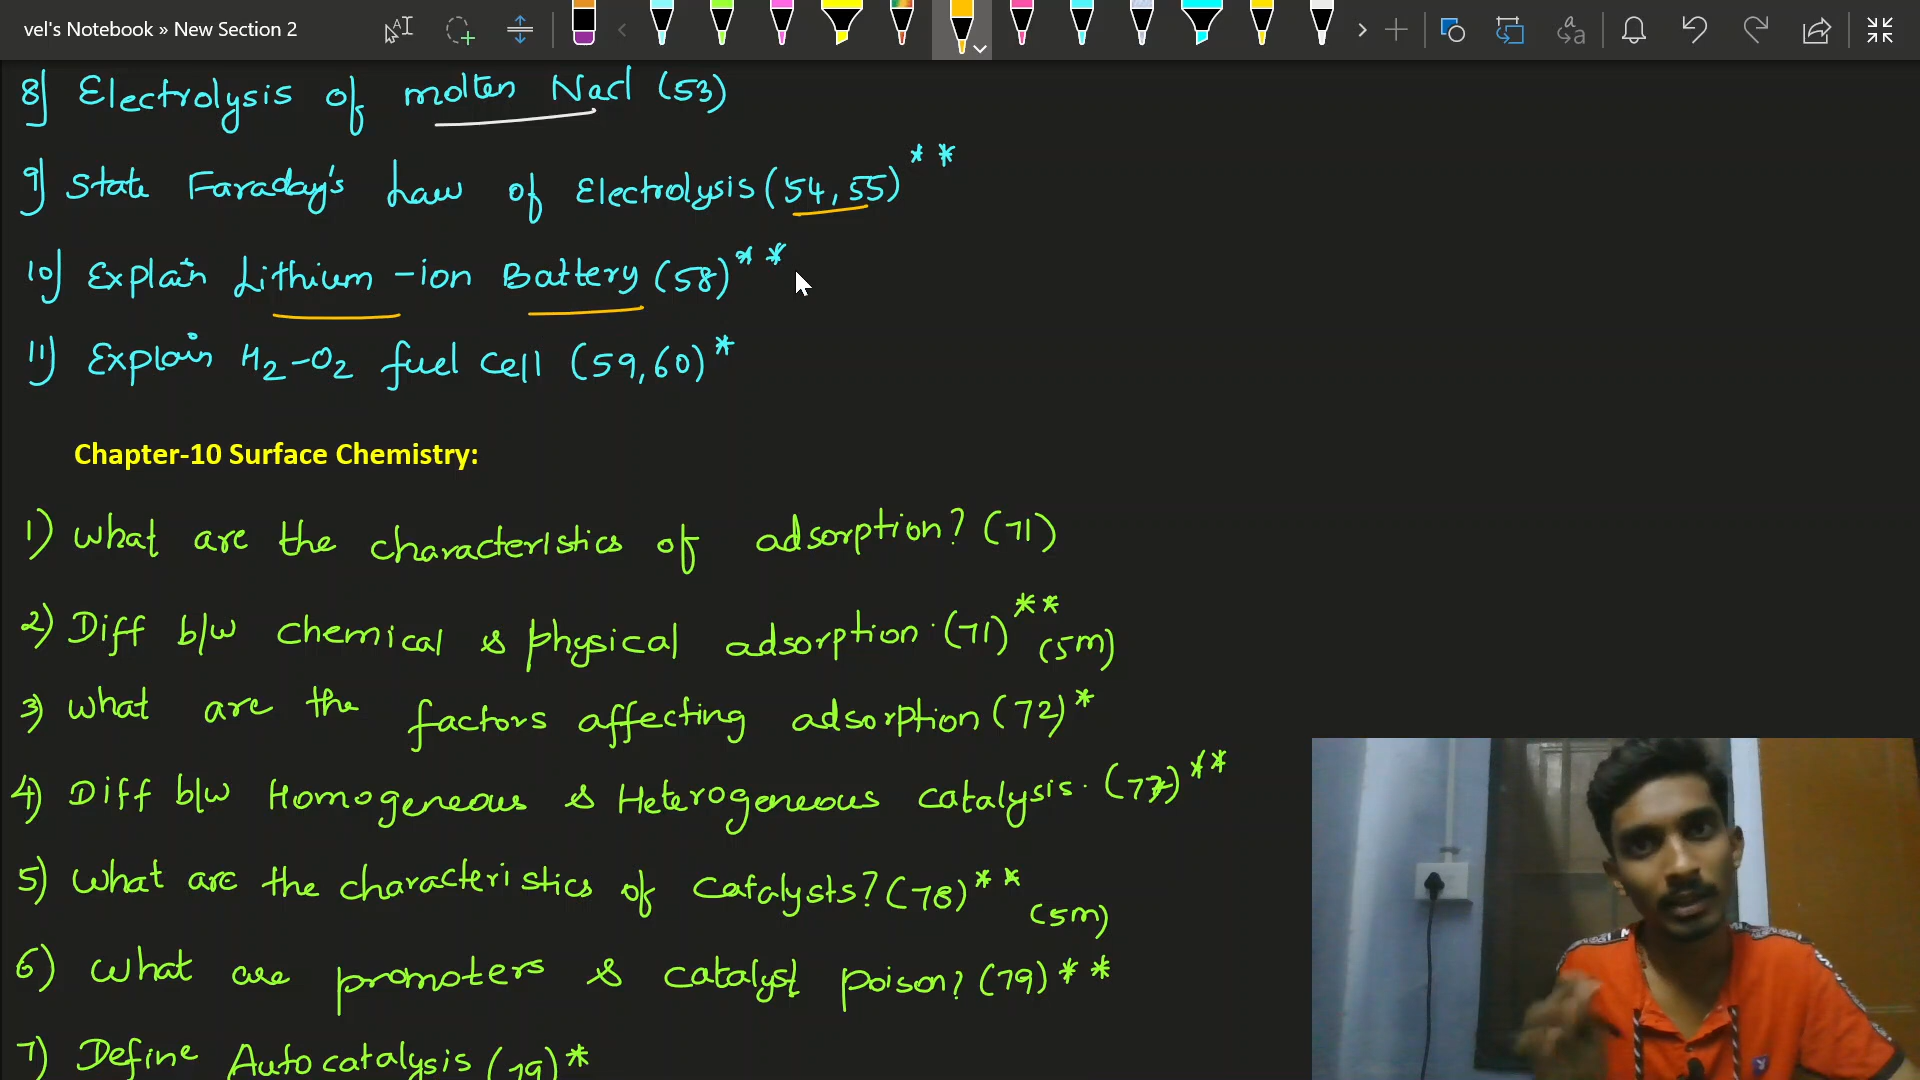 vel's Notebook » New Section 2
8) Electrolysis of molten Nacl (53)
9) State Faraday's Law of Electrolysis (54,55) **
10) Explain Lithium-ion Battery (58) **
11) Explain H2-O2 fuel cell (59,60) *
Chapter-10 Surface Chemistry:
1) What are the characteristics of adsorption? (71)
2) Diff b/w chemical & physical adsorption. (71) ** (5m)
3) What are the factors affecting adsorption (72) *
4) Diff b/w Homogeneous & Heterogeneous catalysis. (77) **
5) What are the characteristics of catalysts? (78) ** (5m)
6) What are promoters & catalyst poison? (79) **
7) Define Autocatalysis (79) *